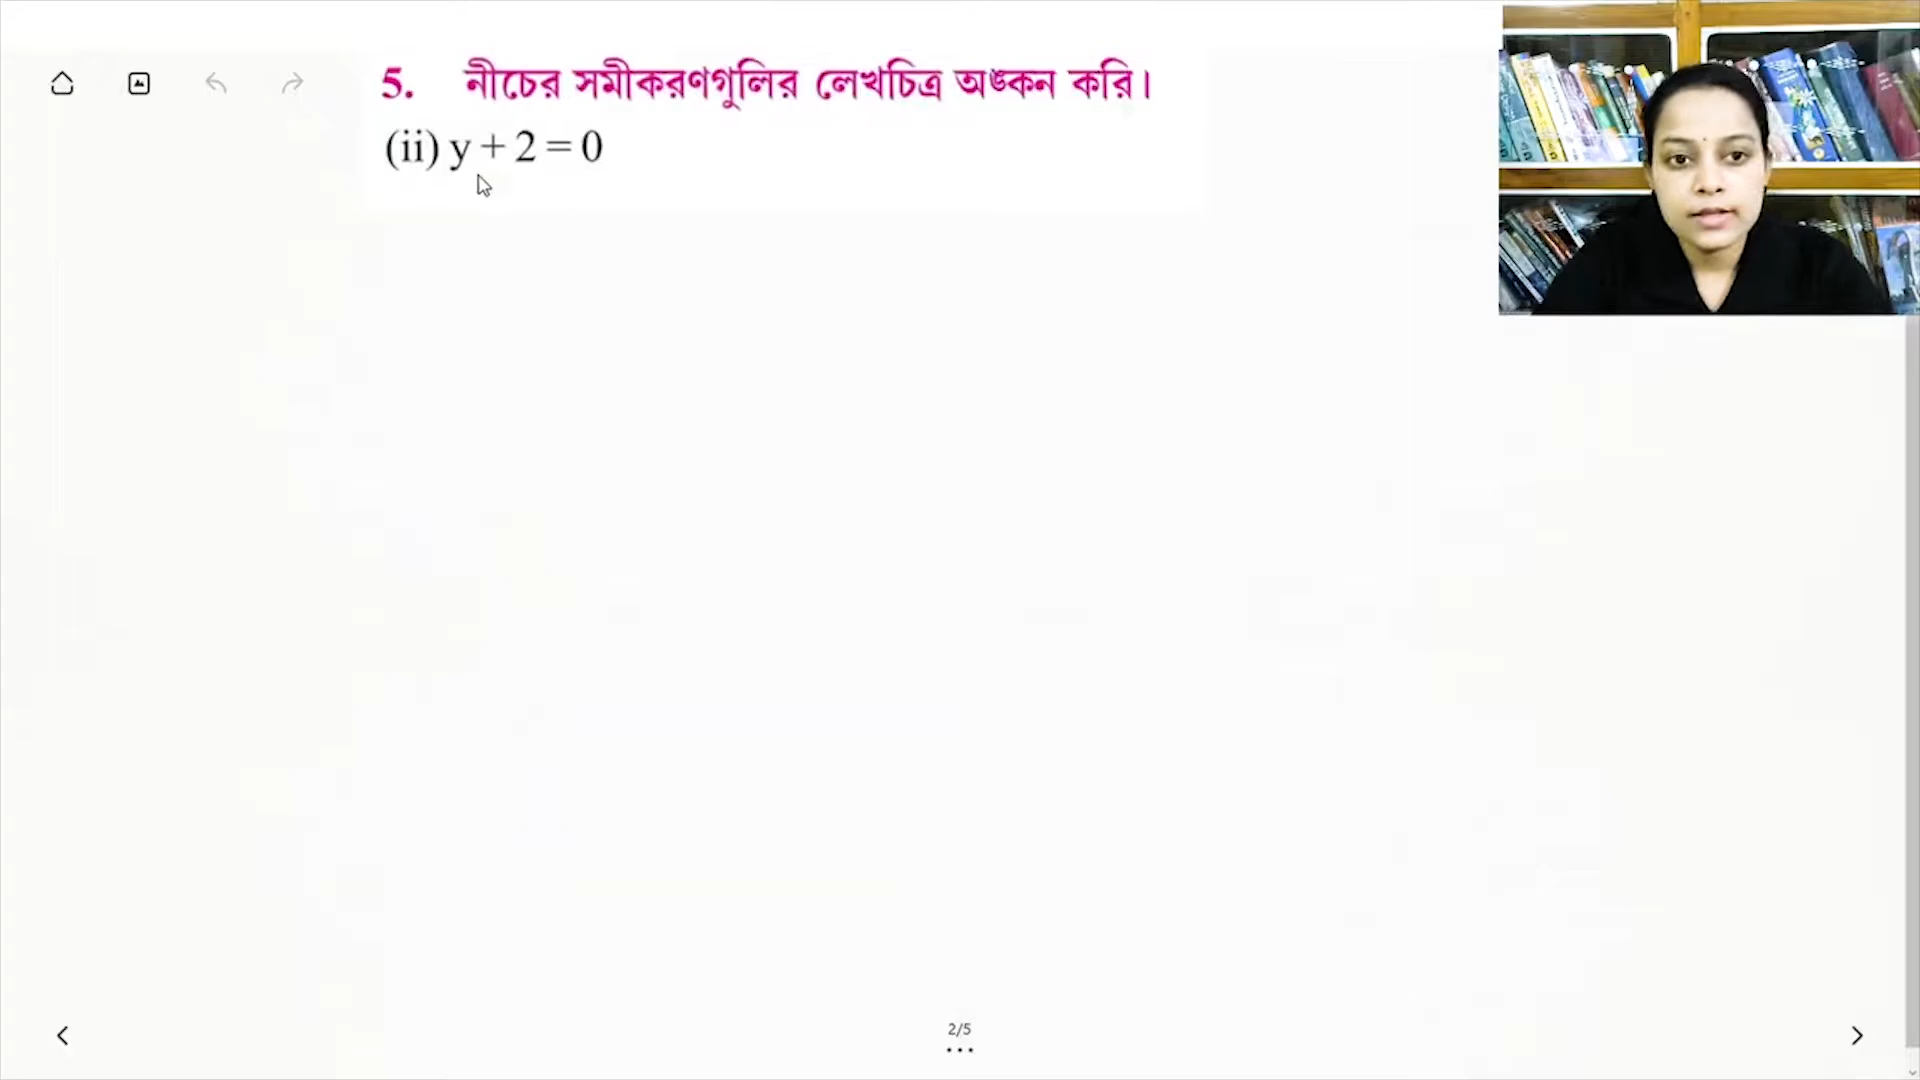 5. নীচের সমীকরণগুলির লেখচিত্র অঙ্কন করি।
(ii) y + 2 = 0
2/5